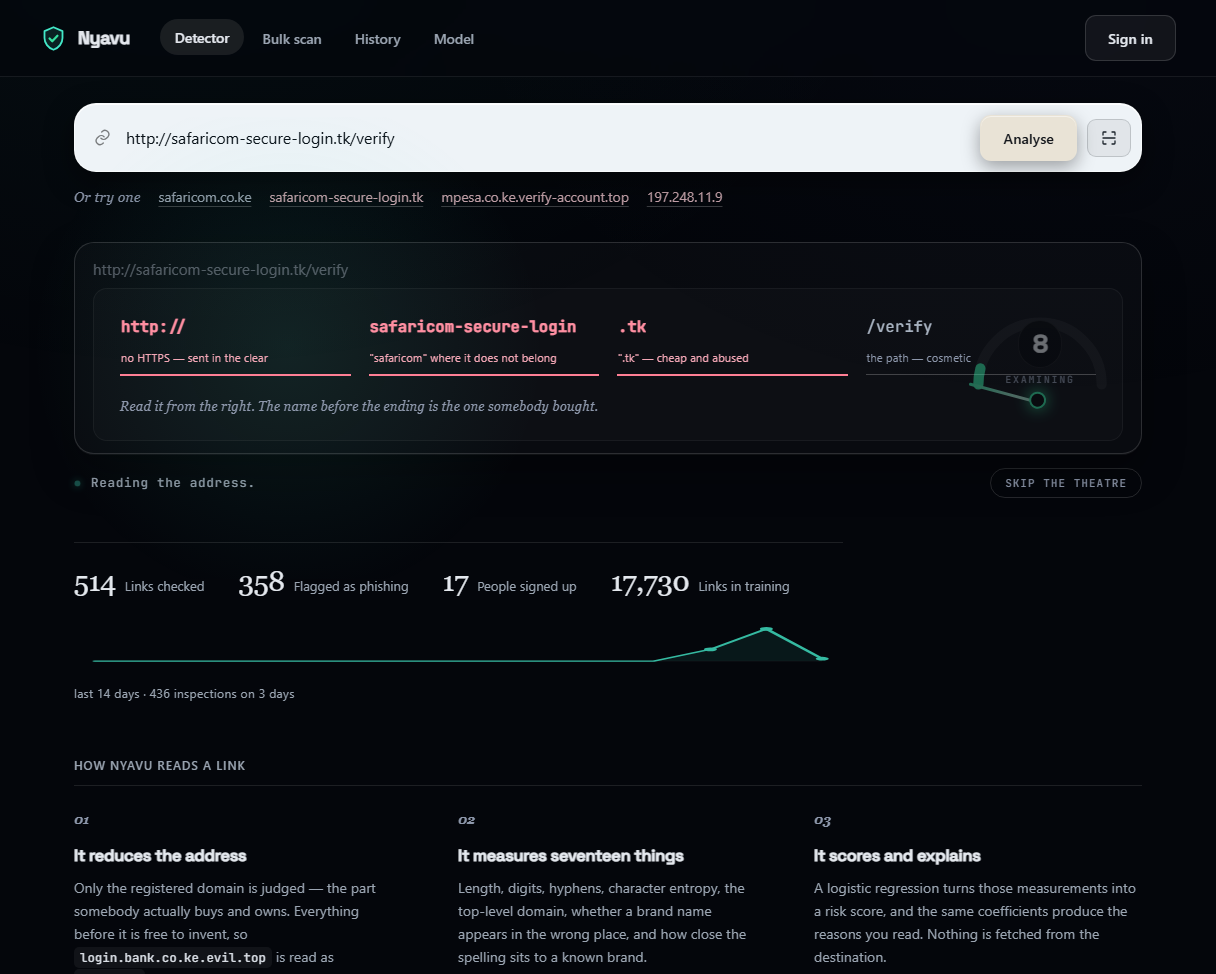 Nyavu Detector Bulk scan History Model Sign in
http://safaricom-secure-login.tk/verify Analyse
Or try one safaricom.co.ke safaricom-secure-login.tk mpesa.co.ke.verify-account.top 197.248.11.9
http://safaricom-secure-login.tk/verify
http:// safaricom-secure-login .tk /verify
8
no HTTPS — sent in the clear "safaricom" where it does not belong ".tk" — cheap and abused the path — cosmetic
EXAMINING
Read it from the right. The name before the ending is the one somebody bought.
Reading the address. SKIP THE THEATRE
514 Links checked 358 Flagged as phishing 17 People signed up 17,730 Links in training
last 14 days · 436 inspections on 3 days
HOW NYAVU READS A LINK
01
It reduces the address
Only the registered domain is judged — the part
somebody actually buys and owns. Everything
before it is free to invent, so
login.bank.co.ke.evil.top is read as
02
It measures seventeen things
Length, digits, hyphens, character entropy, the
top-level domain, whether a brand name
appears in the wrong place, and how close the
spelling sits to a known brand.
03
It scores and explains
A logistic regression turns those measurements into
a risk score, and the same coefficients produce the
reasons you read. Nothing is fetched from the
destination.